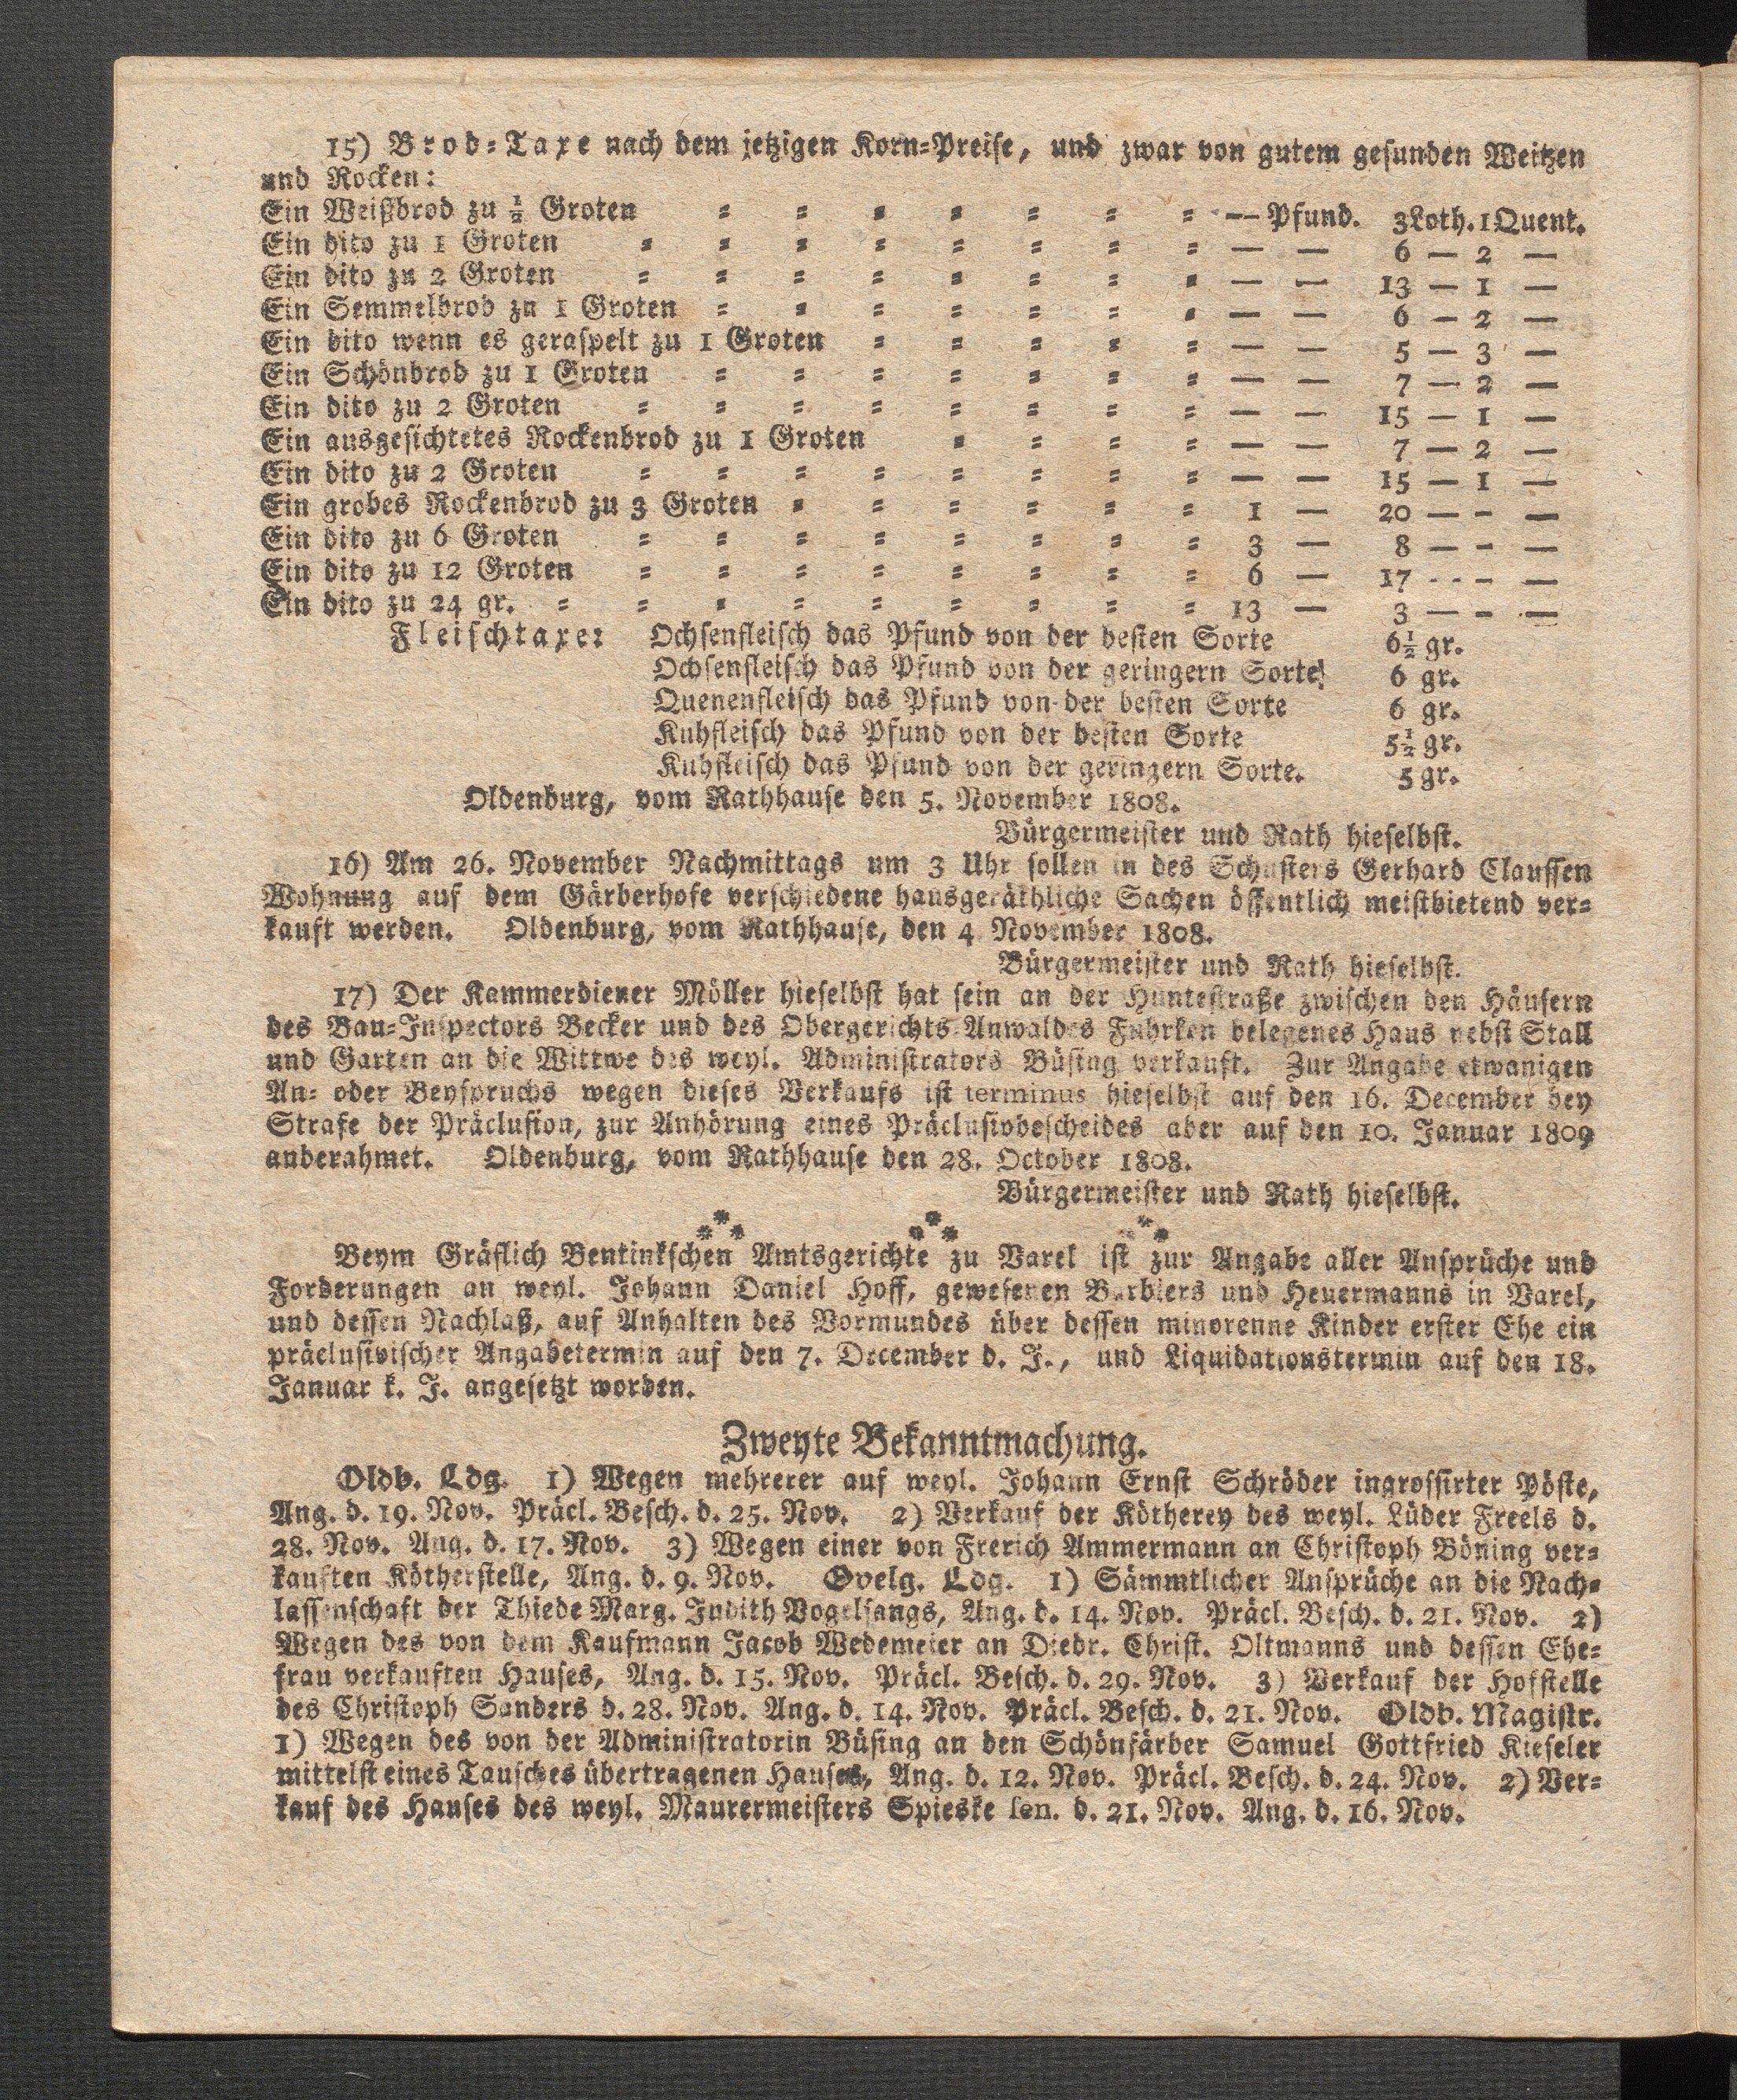 15) Brod-Taxe nach dem jetzigen Korn-Preise, und zwar von gutem gesunden Weitzen
und Rocken:
Ein Weißbrod zu ½ Groten = = = = = = = — Pfund. 3 Loth. 1 Quent.
Ein dito zu 1 Groten = = = = = = = = — — 6 — 2 —
Ein dito zu 2 Groten = = = = = = = = — — 13 — 1 —
Ein Semmelbrod zu 1 Groten = = = = = = = — — 6 — 2 —
Ein dito wenn es geraspelt zu 1 Groten = = = = = — — 5 — 3 —
Ein Schönbrod zu 1 Groten = = = = = = = — — 7 — 2 —
Ein dito zu 2 Groten = = = = = = = = — — 15 — 1 —
Ein ausgesichtetes Rockenbrod zu 1 Groten = = = = — — 7 — 2 —
Ein dito zu 2 Groten = = = = = = = = — — 15 — 1 —
Ein grobes Rockenbrod zu 3 Groten = = = = = = 1 — 20 — - —
Ein dito zu 6 Groten = = = = = = = = 3 — 8 — - —
Ein dito zu 12 Groten = = = = = = = = 6 — 17 - - - —
Ein dito zu 24 gr. = = = = = = = = = 13 — 3 — - —
Fleischtaxe: Ochsenfleisch das Pfund von der besten Sorte 6½ gr.
Ochsenfleisch das Pfund von der geringern Sorte 6 gr.
Quenenfleisch das Pfund von der besten Sorte 6 gr.
Kuhfleisch das Pfund von der besten Sorte 5½ gr.
Kuhfleisch das Pfund von der geringern Sorte. 5 gr.
Oldenburg, vom Rathhause den 5. November 1808.
Bürgermeister und Rath hieselbst.
16) Am 26. November Nachmittags um 3 Uhr sollen in des Schusters Gerhard Claussen
Wohnung auf dem Gärberhofe verschiedene hausgeräthliche Sachen öffentlich meistbietend ver=
kauft werden. Oldenburg, vom Rathhause, den 4. November 1808.
Bürgermeister und Rath hieselbst.
17) Der Kammerdiener Möller hieselbst hat sein an der Huntestraße zwischen den Häusern
des Bau-Inspectors Becker und des Obergerichts-Anwaldes Fuhrken belegenes Haus nebst Stall
und Garten an die Wittwe des weyl. Administrators Büsing verkauft. Zur Angabe etwanigen
An- oder Beyspruchs wegen dieses Verkaufs ist terminus hieselbst auf den 16. December bey
Strafe der Präclusion, zur Anhörung eines Präclusivbescheides aber auf den 10. Januar 1809
anberahmet. Oldenburg, vom Rathhause den 28. October 1808.
Bürgermeister und Rath hieselbst.
*** *** ***
Beym Gräflich Bentinkschen Amtsgerichte zu Varel ist zur Angabe aller Ansprüche und
Forderungen an weyl. Johann Daniel Hoff, gewesenen Barbiers und Heuermanns in Varel,
und dessen Nachlaß, auf Anhalten des Vormundes über dessen minorenne Kinder erster Ehe ein
präclusivischer Angabetermin auf den 7. December d. J., und Liquidationstermin auf den 18.
Januar k. J. angesetzt worden.
Zweyte Bekanntmachung.
Oldb. Ldg. 1) Wegen mehrerer auf weyl. Johann Ernst Schröder ingrossirter Pöste,
Ang. d. 19. Nov. Präcl. Besch. d. 25. Nov. 2) Verkauf der Kötherey des weyl. Lüder Freels d.
28. Nov. Ang. d. 17. Nov. 3) Wegen einer von Frerich Ammermann an Christoph Böning ver=
kauften Kötherstelle, Ang. d. 9. Nov. Ovelg. Ldg. 1) Sämmtlicher Ansprüche an die Nach=
lassenschaft der Thiede Marg. Judith Vogelsangs, Ang. d. 14. Nov. Präcl. Besch. d. 21. Nov. 2)
Wegen des von dem Kaufmann Jacob Wedemeier an Diedr. Christ. Oltmanns und dessen Ehe=
frau verkauften Hauses, Ang. d. 15. Nov. Präcl. Besch. d. 29. Nov. 3) Verkauf der Hofstelle
des Christoph Sanders d. 28. Nov. Ang. d. 14. Nov. Präcl. Besch. d. 21. Nov. Oldb. Magistr.
1) Wegen des von der Administratorin Büsing an den Schönfärber Samuel Gottfried Kieseler
mittelst eines Tausches übertragenen Hauses, Ang. d. 12. Nov. Präcl. Besch. d. 24. Nov. 2) Ver=
kauf des Hauses des weyl. Maurermeisters Spieske sen. d. 21. Nov. Ang. d. 16. Nov.